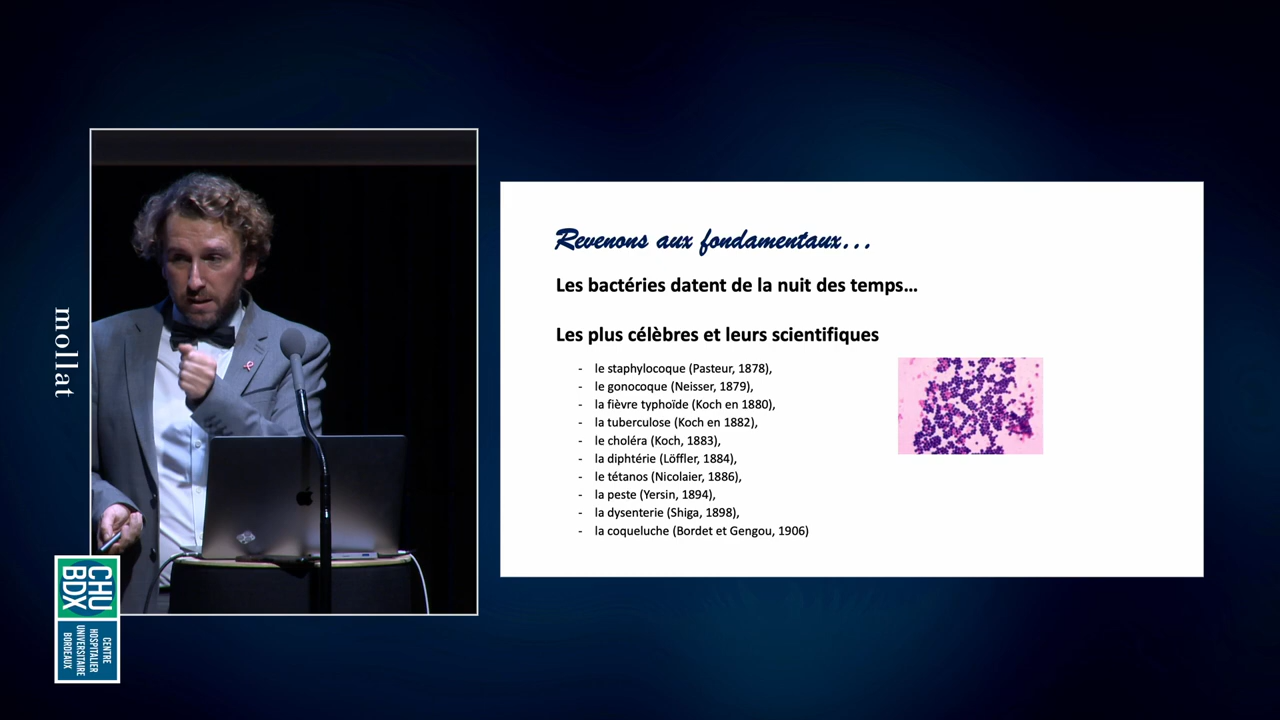 Revenons aux fondamentaux...
Les bactéries datent de la nuit des temps...
Les plus célèbres et leurs scientifiques
- le staphylocoque (Pasteur, 1878),
- le gonocoque (Neisser, 1879),
- la fièvre typhoïde (Koch en 1880),
- la tuberculose (Koch en 1882),
- le choléra (Koch, 1883),
- la diphtérie (Löffler, 1884),
- le tétanos (Nicolaier, 1886),
- la peste (Yersin, 1894),
- la dysenterie (Shiga, 1898),
- la coqueluche (Bordet et Gengou, 1906)
mollat
CHU
BDX
CENTRE
HOSPITALIER
UNIVERSITAIRE
BORDEAUX